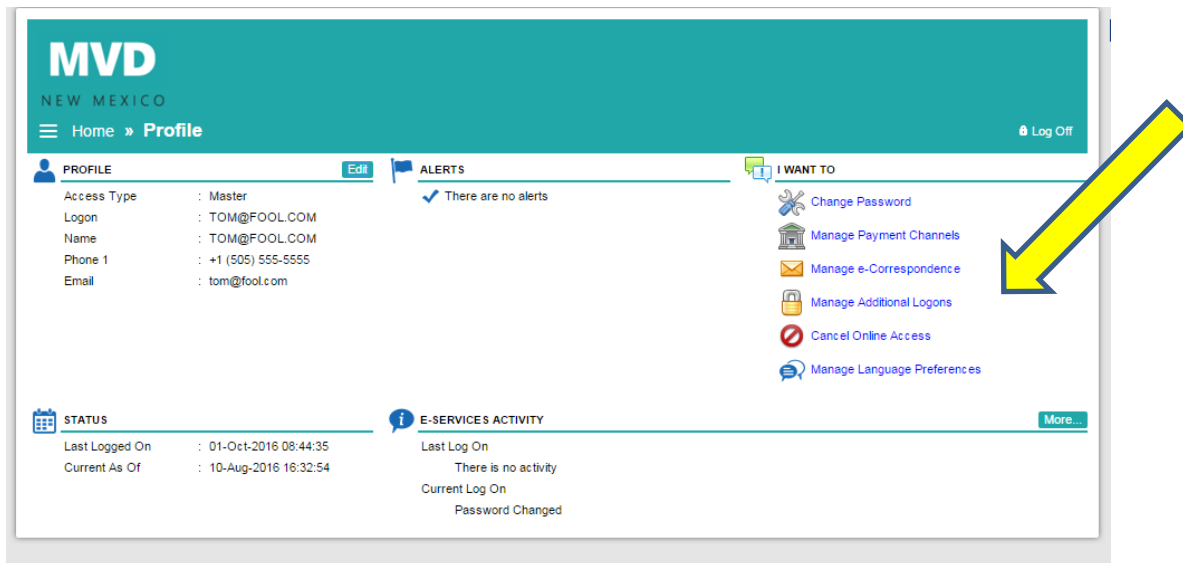 MVD
NEW MEXICO
Home » Profile
Log Off
PROFILE
Edit
Access Type : Master
Logon : TOM@FOOL.COM
Name : TOM@FOOL.COM
Phone 1 : +1 (505) 555-5555
Email : tom@fool.com
ALERTS
There are no alerts
I WANT TO
Change Password
Manage Payment Channels
Manage e-Correspondence
Manage Additional Logons
Cancel Online Access
Manage Language Preferences
STATUS
Last Logged On : 01-Oct-2016 08:44:35
Current As Of : 10-Aug-2016 16:32:54
E-SERVICES ACTIVITY
More...
Last Log On
There is no activity
Current Log On
Password Changed